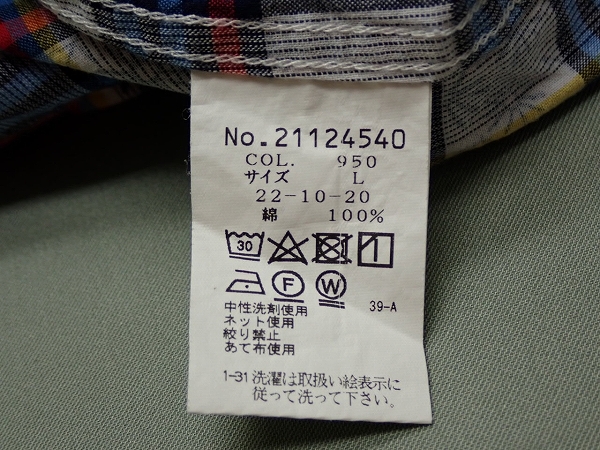 No.21124540
COL. 950
サイズ L
22-10-20
綿 100%
30
F W
39-A
中性洗剤使用
ネット使用
絞り禁止
あて布使用
1-31 洗濯は取扱い絵表示に
従って洗って下さい。